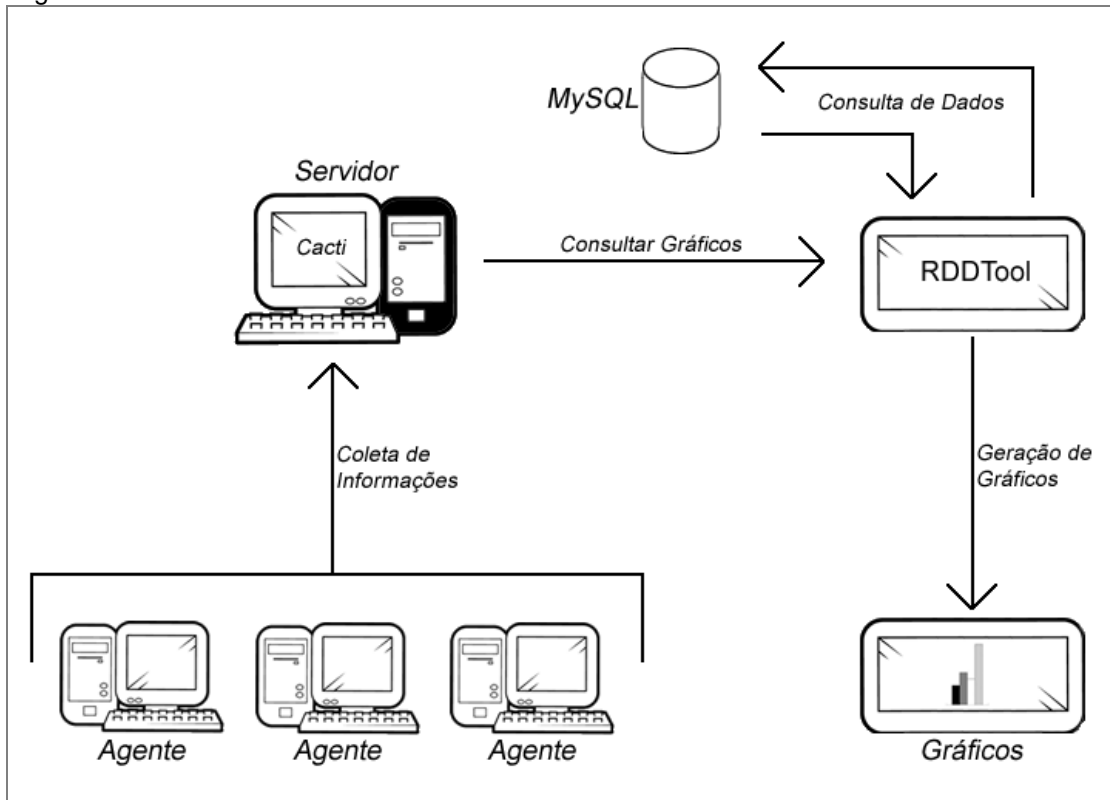 MySQL
Consulta de Dados
Servidor
Cacti
Consultar Gráficos
RDDTool
Coleta de
Informações
Geração de
Gráficos
Agente
Agente
Agente
Gráficos